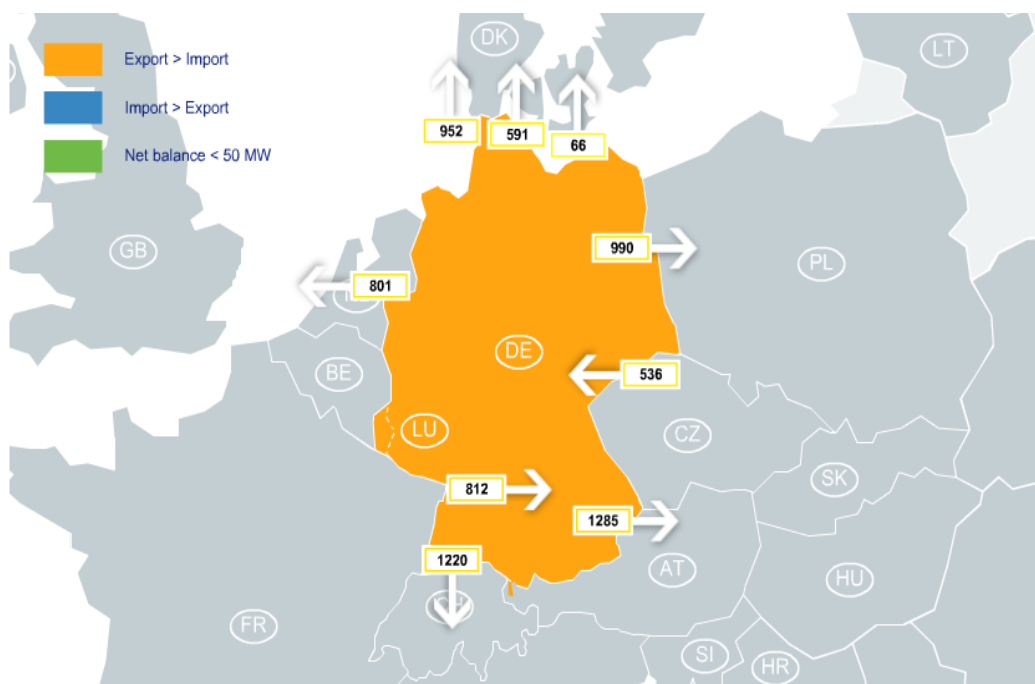 Export > Import
Import > Export
Net balance < 50 MW
DK
LT
952
591
66
GB
990
PL
801
DE
BE
536
LU
CZ
SK
812
1285
1220
AT
HU
CH
FR
SI
HR